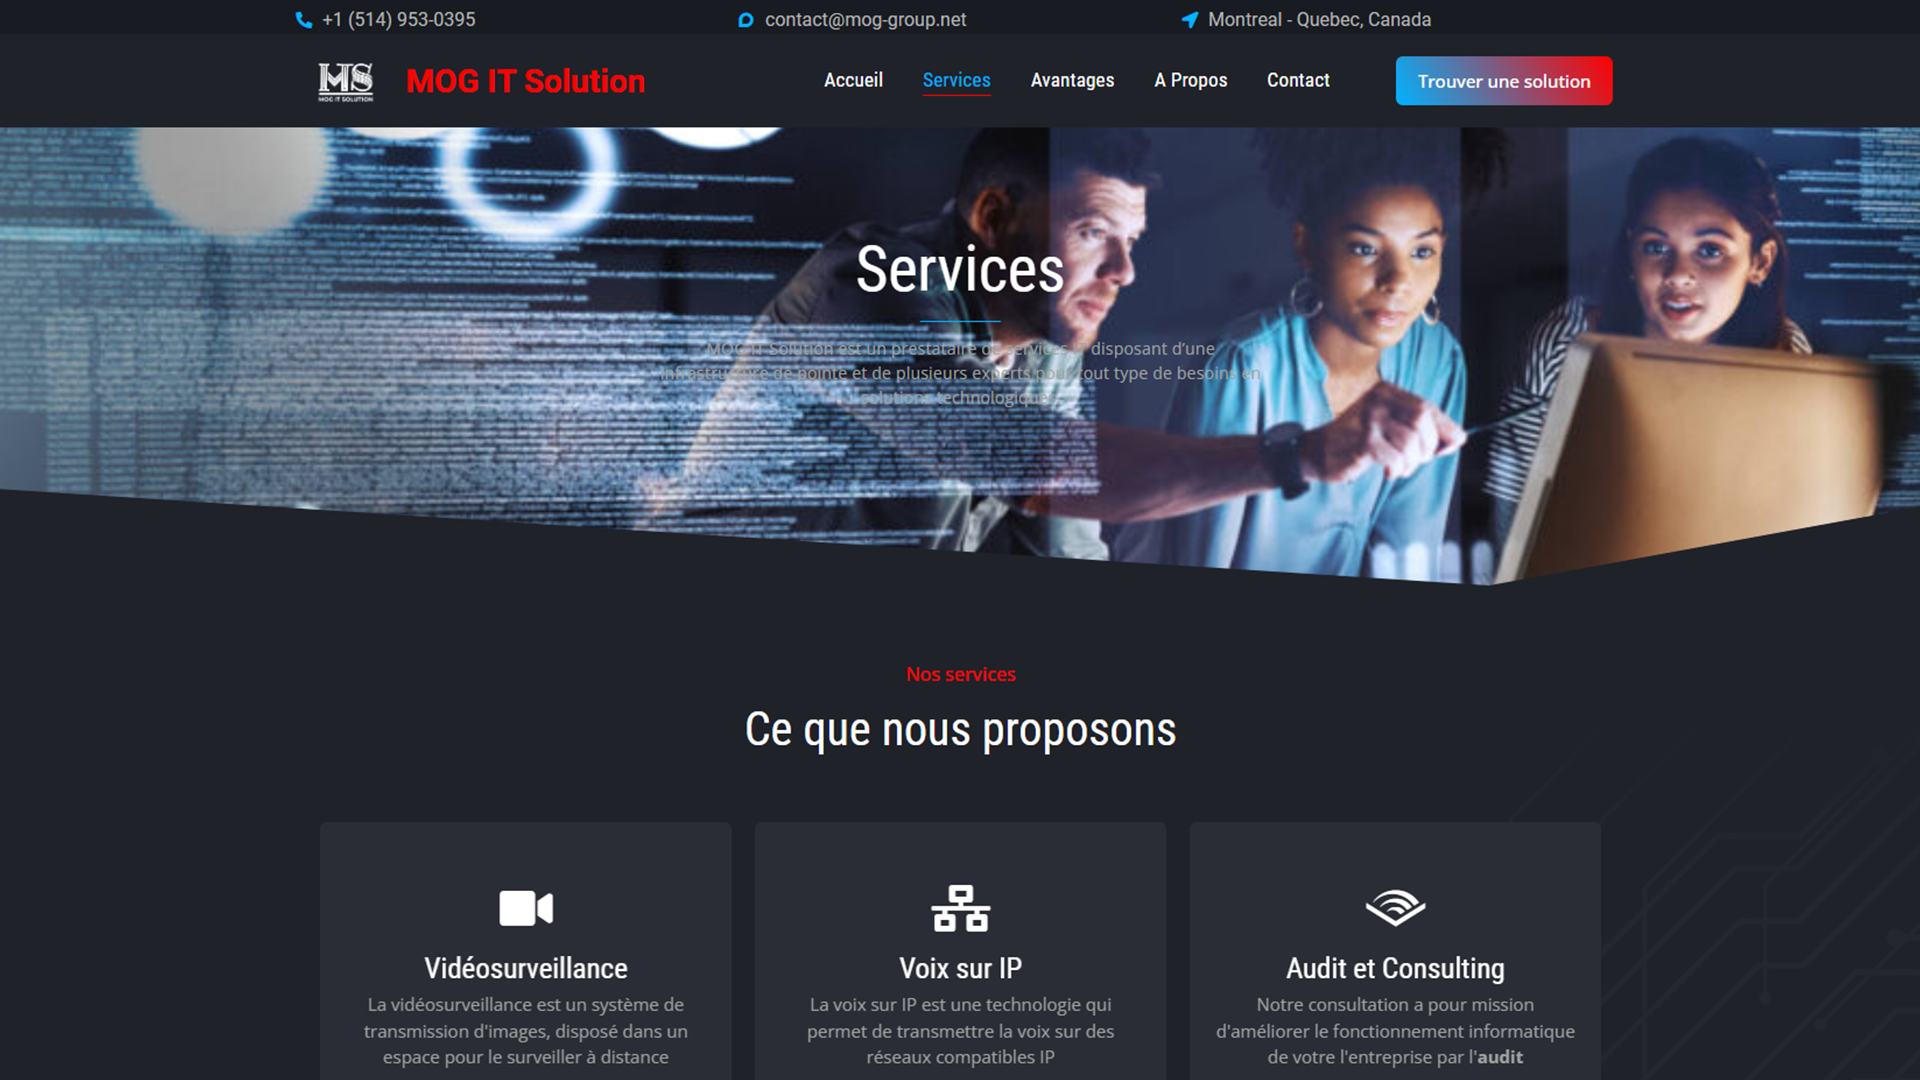 +1 (514) 953-0395
contact@mog-group.net
Montreal - Quebec, Canada
MS
MOG IT SOLUTION
MOG IT Solution
Accueil
Services
Avantages
A Propos
Contact
Trouver une solution
Services
MOG IT Solution est un prestataire de services IT disposant d’une
infrastructure de pointe et de plusieurs experts pour tout type de besoins en
solutions technologiques
Nos services
Ce que nous proposons
Vidéosurveillance
La vidéosurveillance est un système de
transmission d'images, disposé dans un
espace pour le surveiller à distance
Voix sur IP
La voix sur IP est une technologie qui
permet de transmettre la voix sur des
réseaux compatibles IP
Audit et Consulting
Notre consultation a pour mission
d'améliorer le fonctionnement informatique
de votre l'entreprise par l'audit